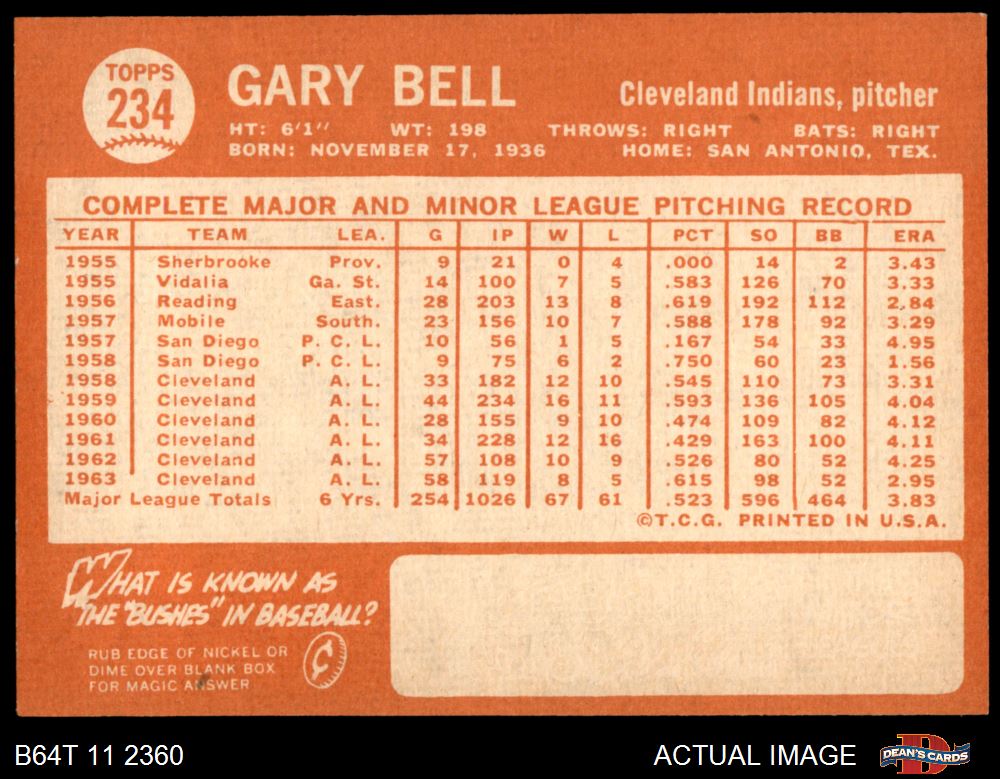 TOPPS
234
GARY BELL
Cleveland Indians, pitcher
HT: 6'1" WT: 198 THROWS: RIGHT BATS: RIGHT
BORN: NOVEMBER 17, 1936 HOME: SAN ANTONIO, TEX.
COMPLETE MAJOR AND MINOR LEAGUE PITCHING RECORD
YEAR TEAM LEA. G IP W L PCT SO BB ERA
1955 Sherbrooke Prov. 9 21 0 4 .000 14 2 3.43
1955 Vidalia Ga. St. 14 100 7 5 .583 126 70 3.33
1956 Reading East. 28 203 13 8 .619 192 112 2.84
1957 Mobile South. 23 156 10 7 .588 178 92 3.29
1957 San Diego P. C. L. 10 56 1 5 .167 54 33 4.95
1958 San Diego P. C. L. 9 75 6 2 .750 60 23 1.56
1958 Cleveland A. L. 33 182 12 10 .545 110 73 3.31
1959 Cleveland A. L. 44 234 16 11 .593 136 105 4.04
1960 Cleveland A. L. 28 155 9 10 .474 109 82 4.12
1961 Cleveland A. L. 34 228 12 16 .429 163 100 4.11
1962 Cleveland A. L. 57 108 10 9 .526 80 52 4.25
1963 Cleveland A. L. 58 119 8 5 .615 98 52 2.95
Major League Totals 6 Yrs. 254 1026 67 61 .523 596 464 3.83
©T.C.G. PRINTED IN U.S.A.
WHAT IS KNOWN AS
THE "BUSHES" IN BASEBALL?
RUB EDGE OF NICKEL OR
DIME OVER BLANK BOX
FOR MAGIC ANSWER
¢
B64T 11 2360 ACTUAL IMAGE
DEAN'S CARDS